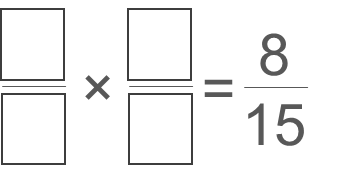 □/□ × □/□ = 8/15